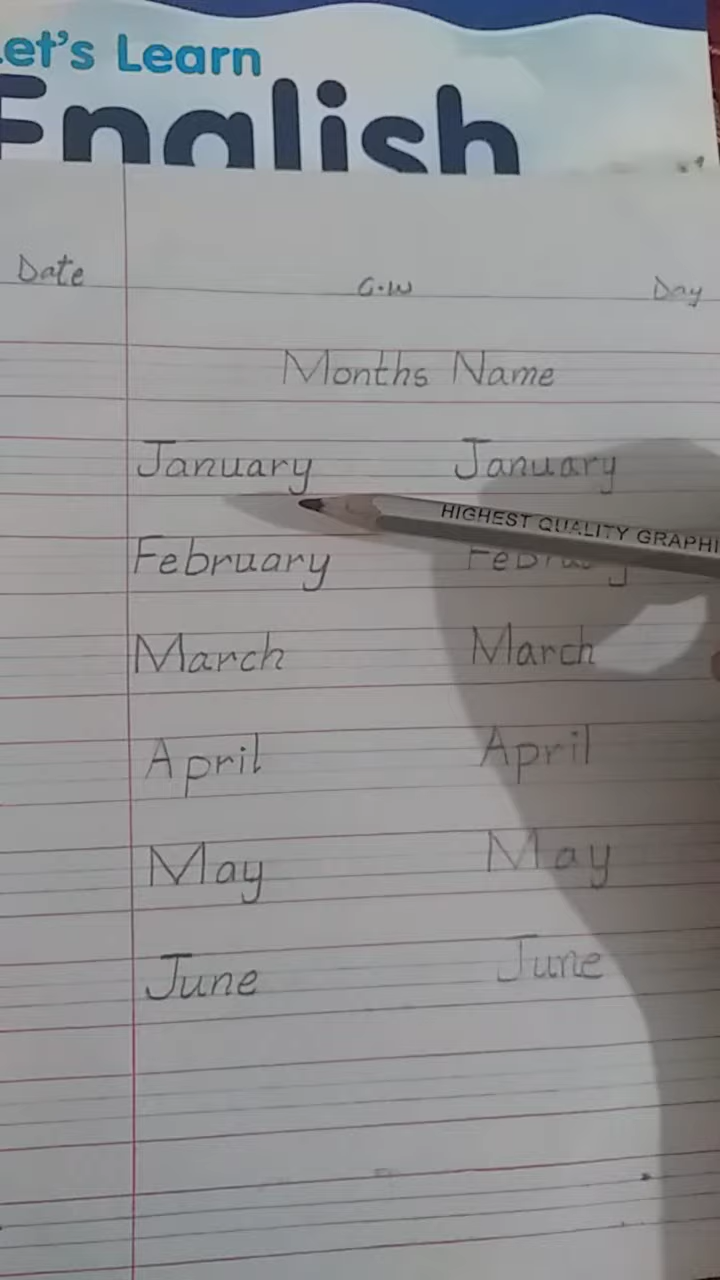 Let's Learn
English
Date C.W Day
Months Name
January January
HIGHEST QUALITY GRAPHI
February February
March March
April April
May May
June June